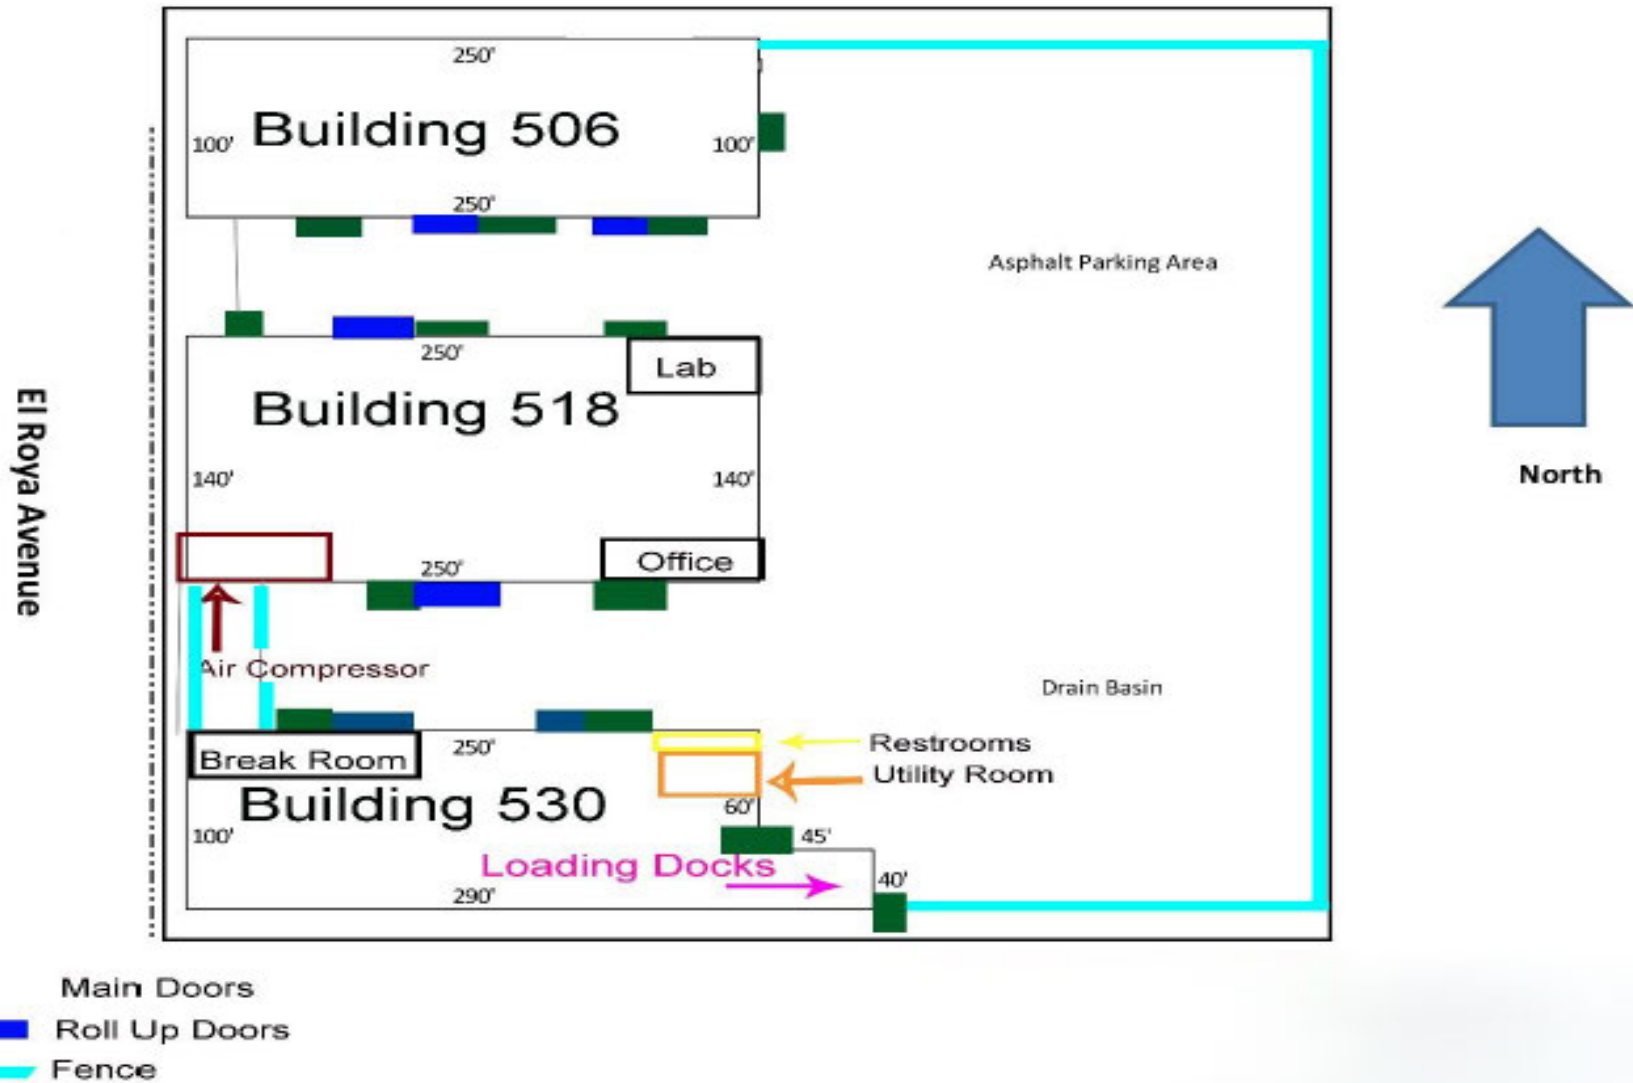 250'
Building 506
100'
100'
250'
Asphalt Parking Area
El Roya Avenue
250'
Lab
Building 518
140'
140'
North
250'
Office
Air Compressor
Drain Basin
250'
Restrooms
Break Room
Utility Room
Building 530
60'
100'
45'
Loading Docks
40'
290'
Main Doors
Roll Up Doors
Fence